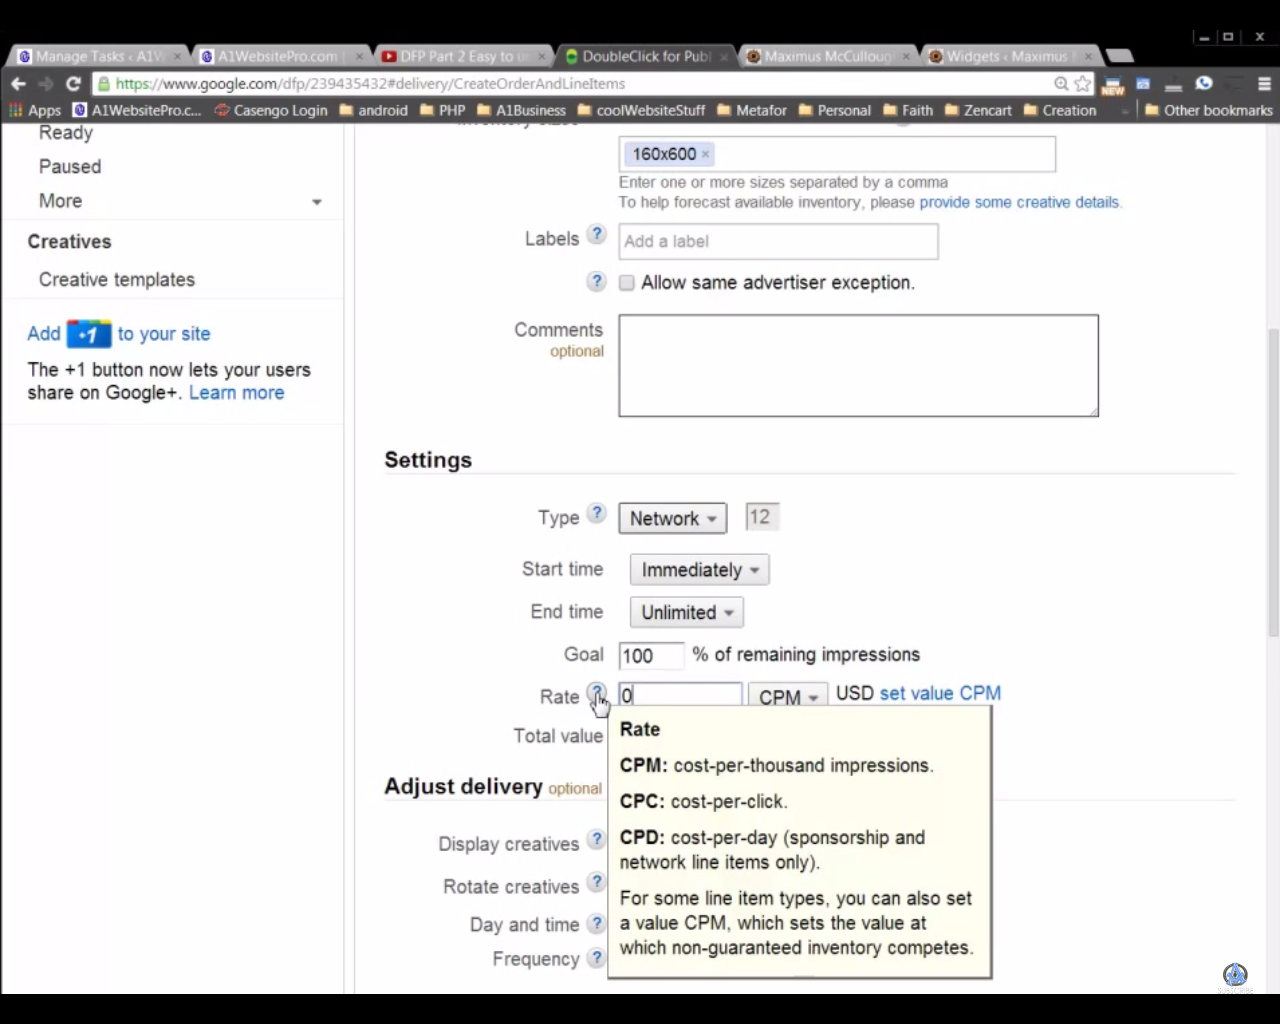 Manage Tasks ‹ A1W
A1WebsitePro.com
DFP Part 2 Easy to u
DoubleClick for Publ
Maximus McCullough
Widgets ‹ Maximus
https://www.google.com/dfp/239435432#delivery/CreateOrderAndLineItems
NEW
Apps
A1WebsitePro.c...
Casengo Login
android
PHP
A1Business
coolWebsiteStuff
Metafor
Personal
Faith
Zencart
Creation
Other bookmarks
Ready
Paused
More
Creatives
Creative templates
Add +1 to your site
The +1 button now lets your users
share on Google+. Learn more
160x600 ×
Enter one or more sizes separated by a comma
To help forecast available inventory, please provide some creative details.
Labels ? Add a label
? Allow same advertiser exception.
Comments
optional
Settings
Type ? Network 12
Start time Immediately
End time Unlimited
Goal 100 % of remaining impressions
Rate ? 0 CPM USD set value CPM
Total value
Rate
CPM: cost-per-thousand impressions.
CPC: cost-per-click.
CPD: cost-per-day (sponsorship and
network line items only).
For some line item types, you can also set
a value CPM, which sets the value at
which non-guaranteed inventory competes.
Adjust delivery optional
Display creatives ?
Rotate creatives ?
Day and time ?
Frequency ?